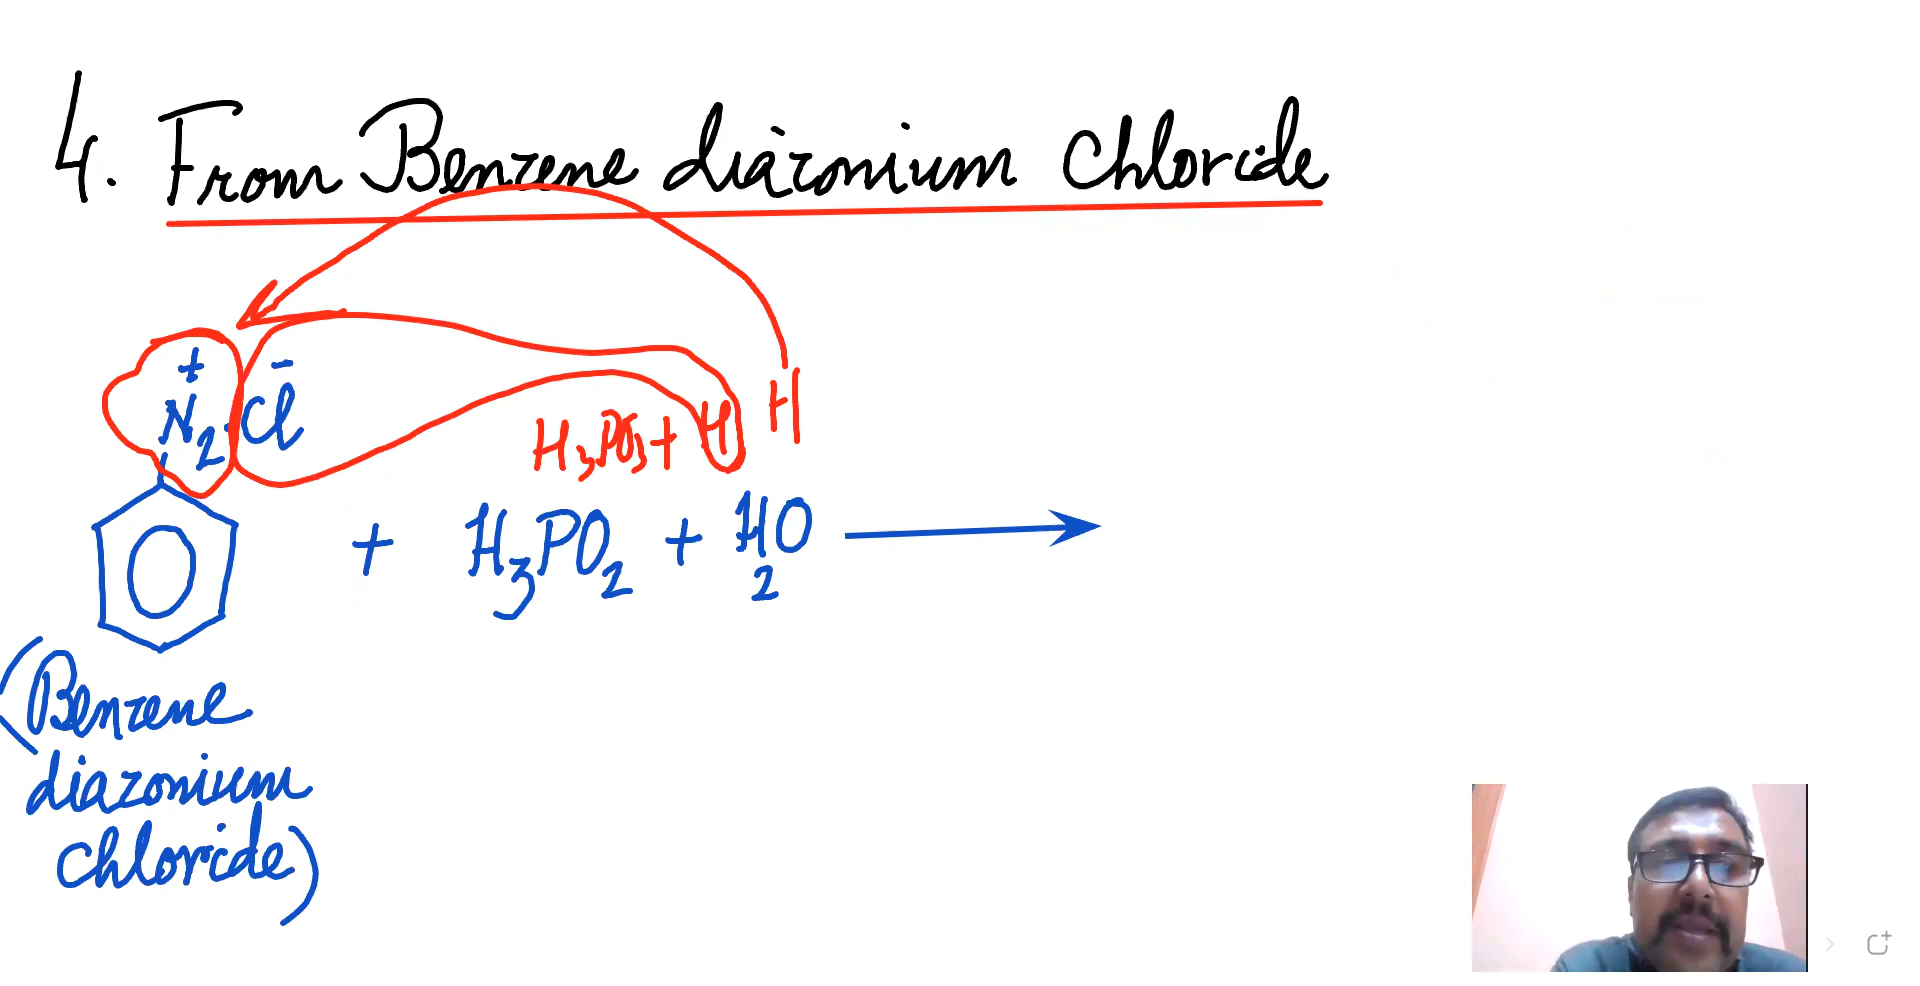 4. From Benzene diazonium Chloride
+ -
N2.Cl
H3PO3 + H H
+ H3PO2 + H2O
(Benzene
diazonium
chloride)